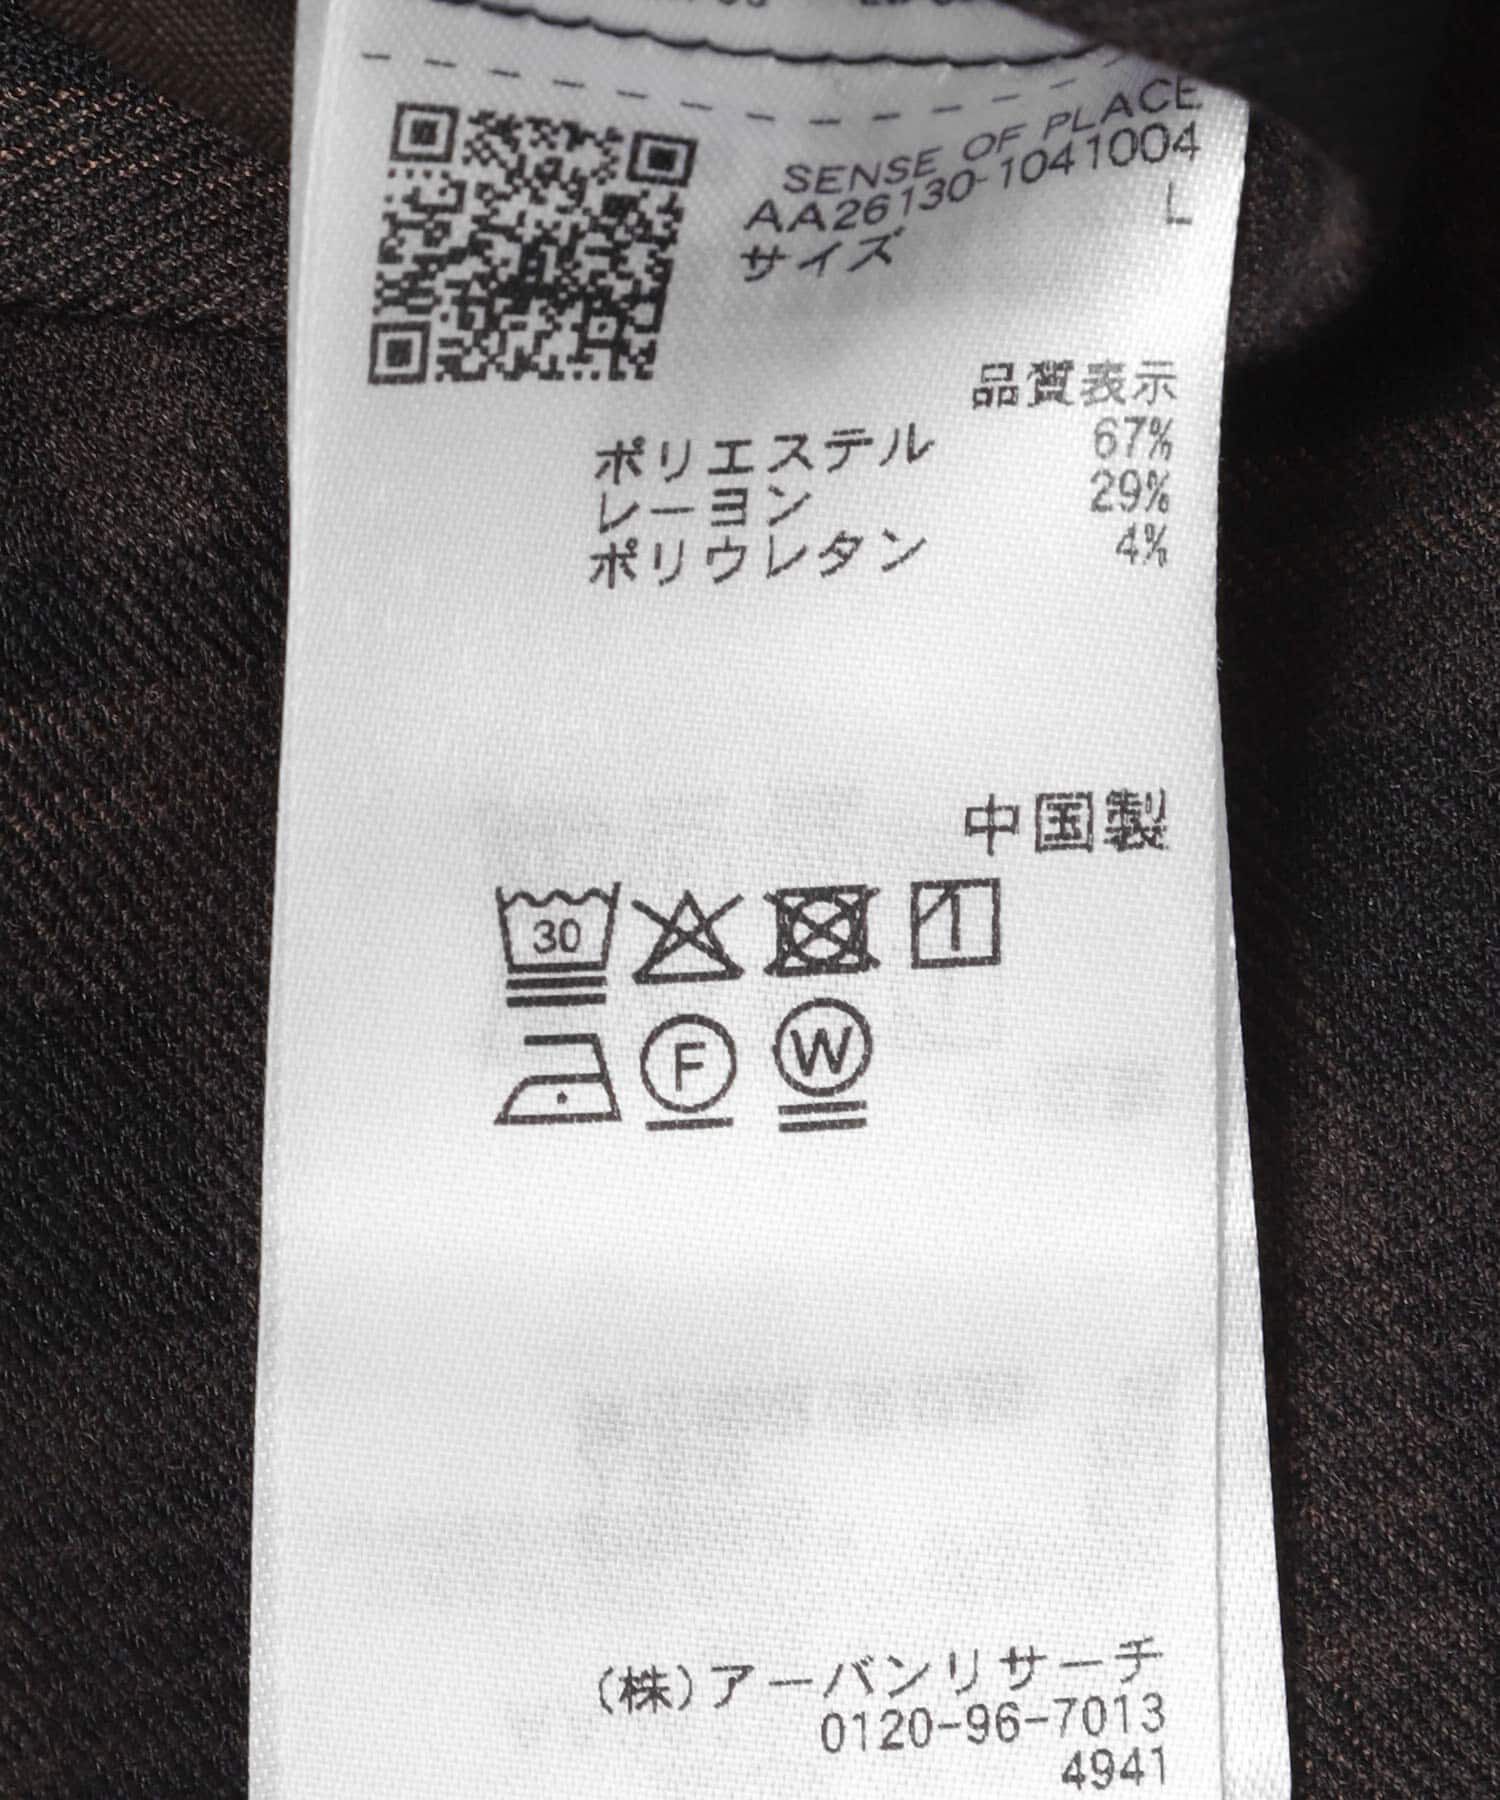 SENSE OF PLACE
AA26130-1041004
サイズ L
品質表示
ポリエステル 67%
レーヨン 29%
ポリウレタン 4%
中国製
30
F W
(株)アーバンリサーチ
0120-96-7013
4941